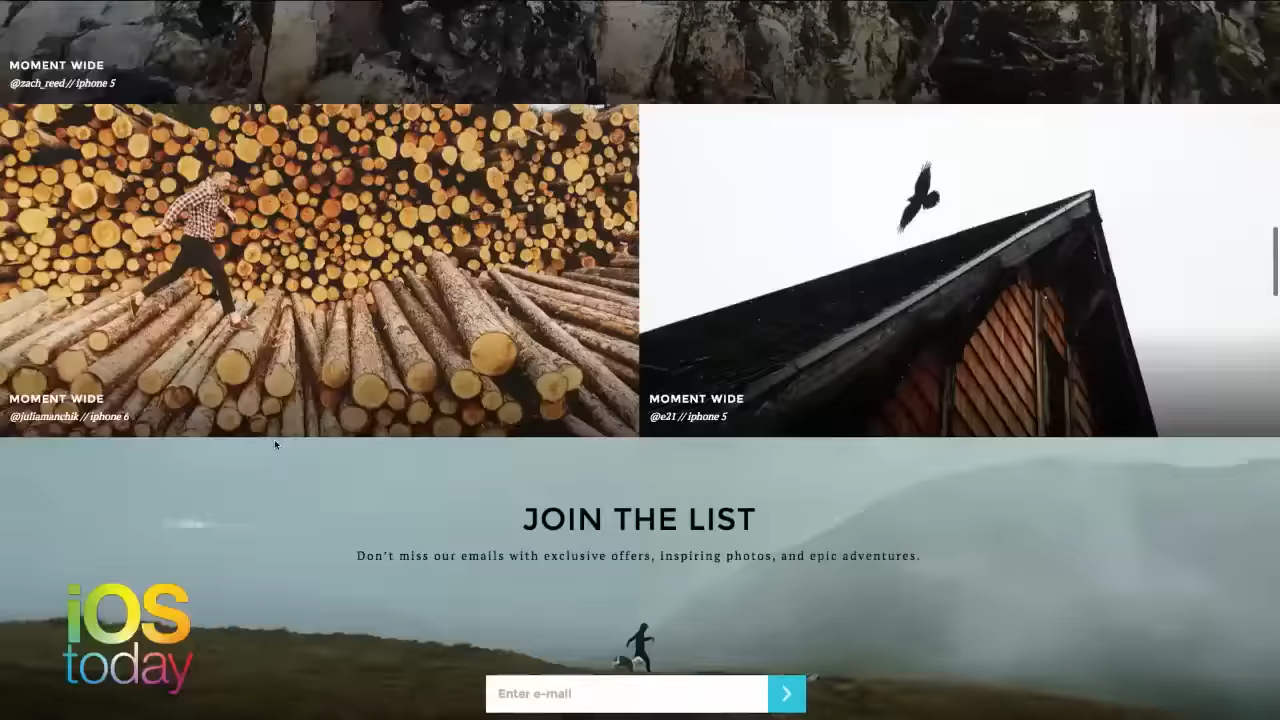 MOMENT WIDE
@zach_reed // iphone 5
MOMENT WIDE
@juliamanchik // iphone 6
MOMENT WIDE
@e21 // iphone 5
JOIN THE LIST
Don't miss our emails with exclusive offers, inspiring photos, and epic adventures.
iOS
today
Enter e-mail